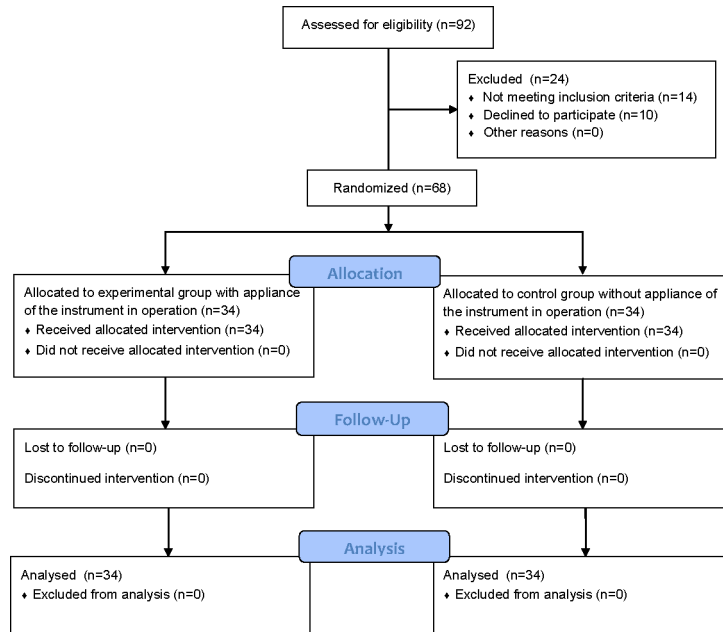 Assessed for eligibility (n=92)
Excluded (n=24)
♦ Not meeting inclusion criteria (n=14)
♦ Declined to participate (n=10)
♦ Other reasons (n=0)
Randomized (n=68)
Allocation
Allocated to experimental group with appliance
of the instrument in operation (n=34)
♦ Received allocated intervention (n=34)
♦ Did not receive allocated intervention (n=0)
Allocated to control group without appliance of
the instrument in operation (n=34)
♦ Received allocated intervention (n=34)
♦ Did not receive allocated intervention (n=0)
Follow-Up
Lost to follow-up (n=0)
Discontinued intervention (n=0)
Lost to follow-up (n=0)
Discontinued intervention (n=0)
Analysis
Analysed (n=34)
♦ Excluded from analysis (n=0)
Analysed (n=34)
♦ Excluded from analysis (n=0)